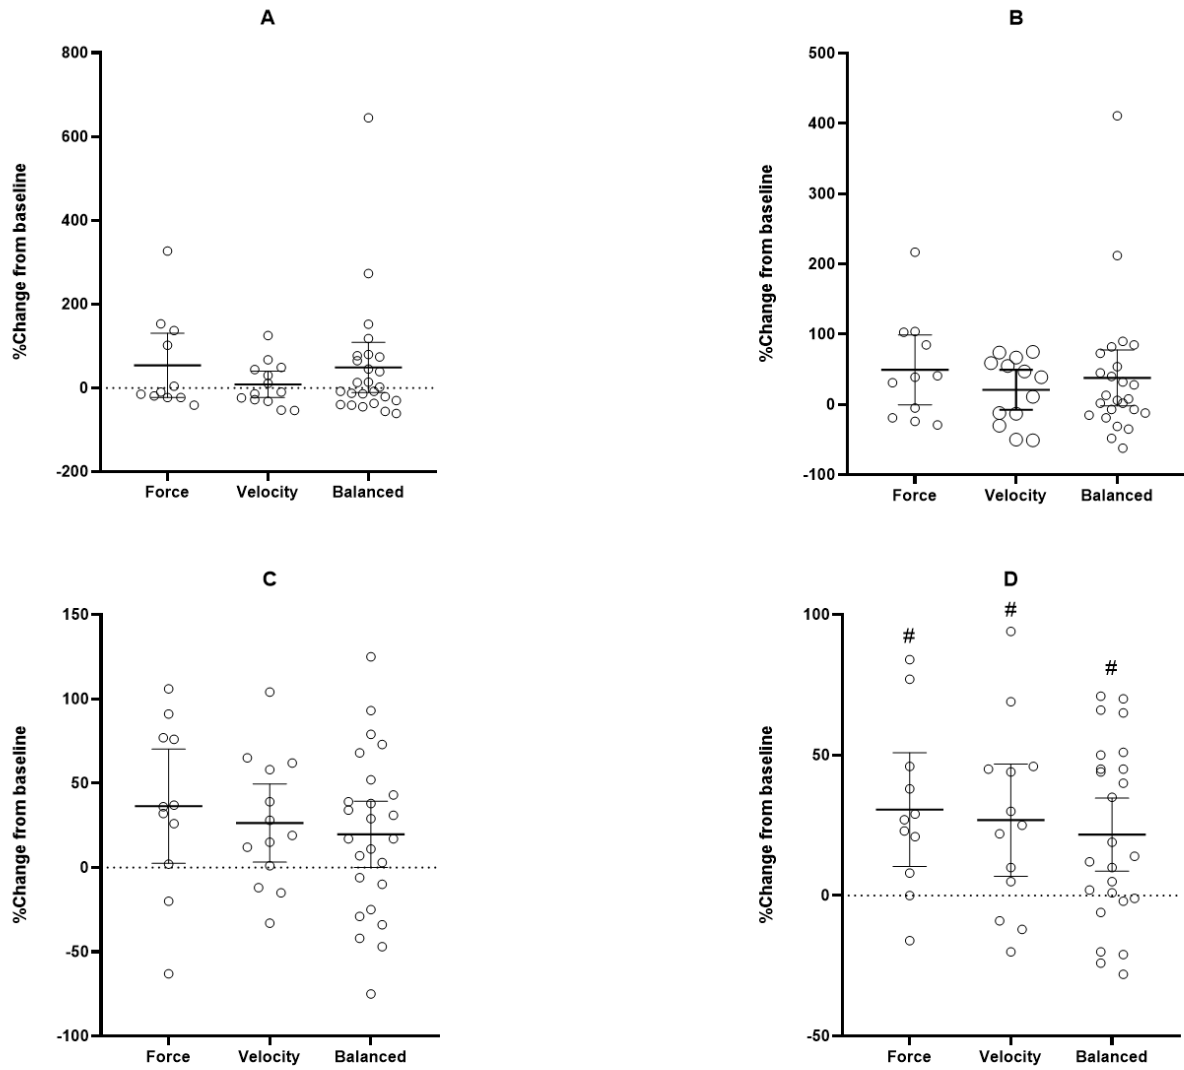 A
%Change from baseline
800
600
400
200
0
-200
Force Velocity Balanced
B
%Change from baseline
500
400
300
200
100
0
-100
Force Velocity Balanced
C
%Change from baseline
150
100
50
0
-50
-100
Force Velocity Balanced
D
%Change from baseline
100
50
0
-50
# # #
Force Velocity Balanced